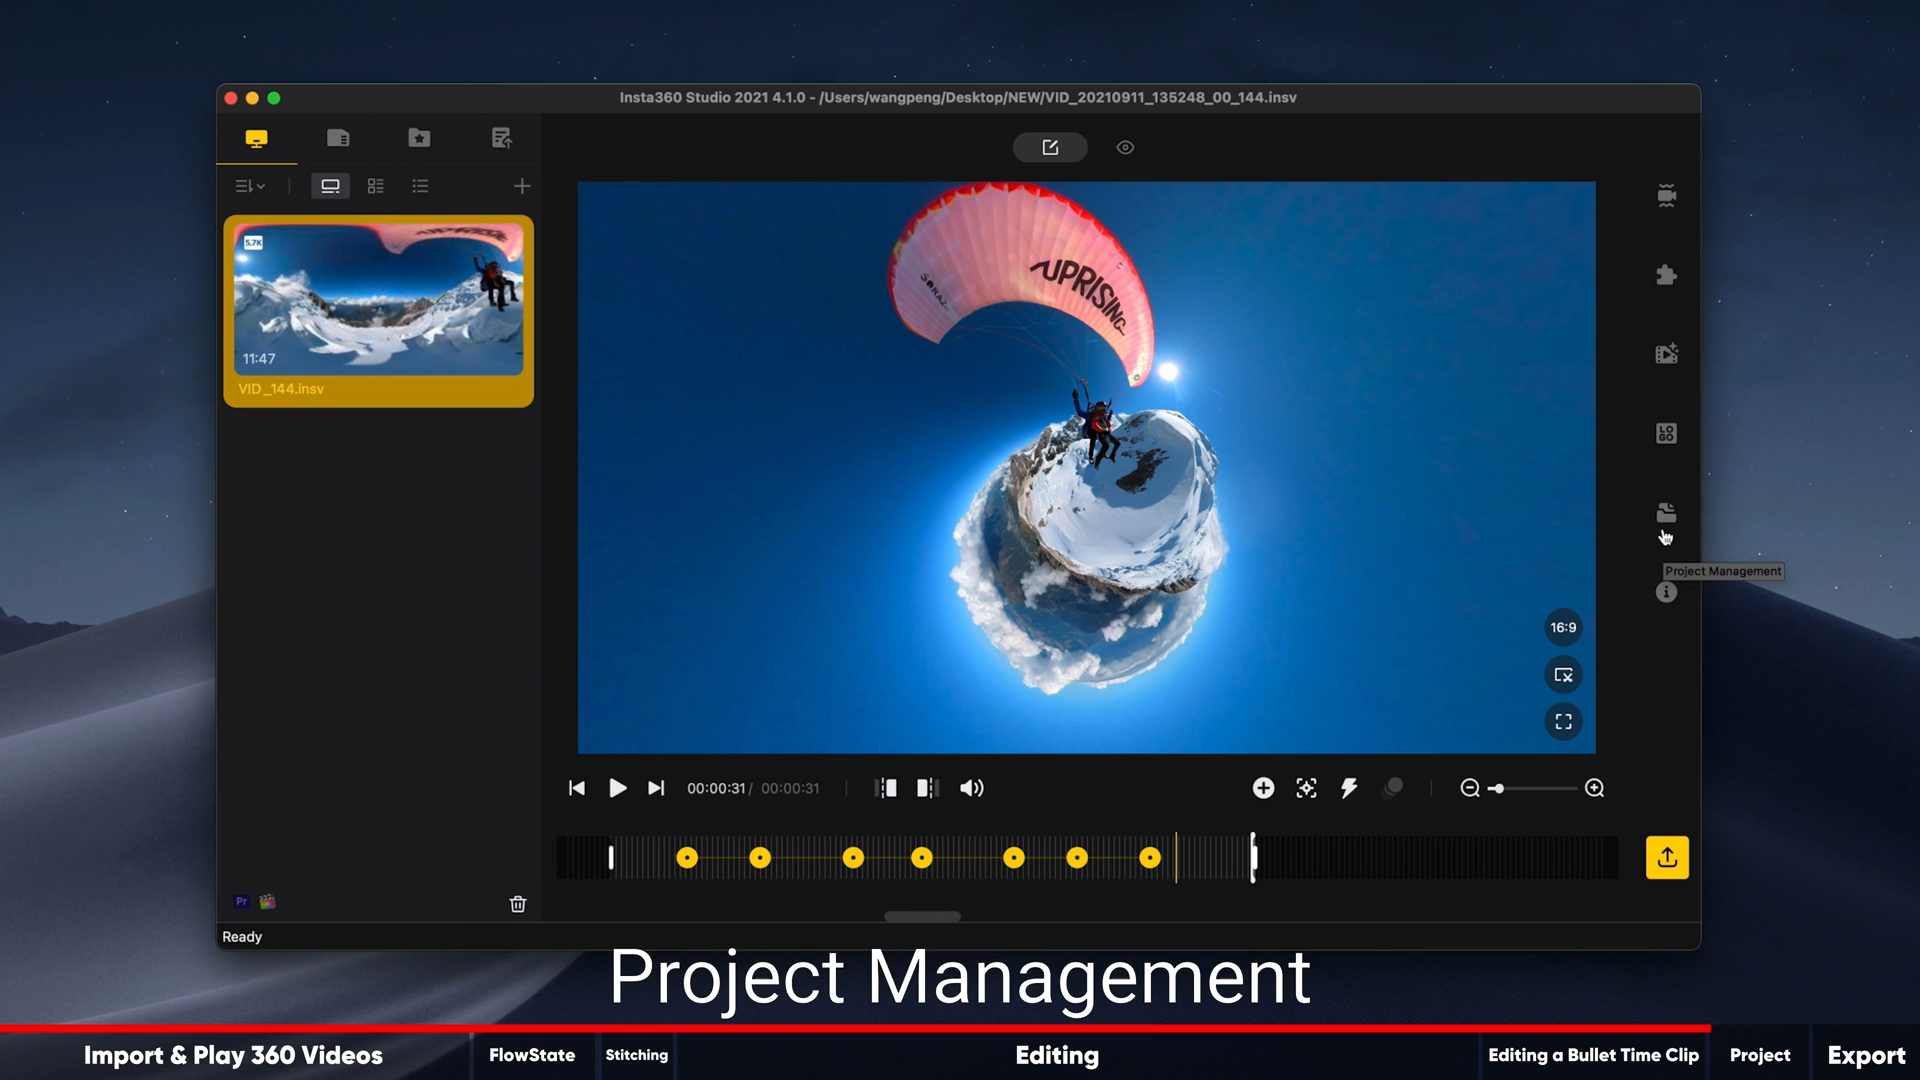 Insta360 Studio 2021 4.1.0 - /Users/wangpeng/Desktop/NEW/VID_20210911_135248_00_144.insv
5.7K
11:47
VID_144.insv
UPRISING
LOGO
Project Management
16:9
00:00:31 / 00:00:31
Pr
Ready
Project Management
Import & Play 360 Videos
FlowState
Stitching
Editing
Editing a Bullet Time Clip
Project
Export